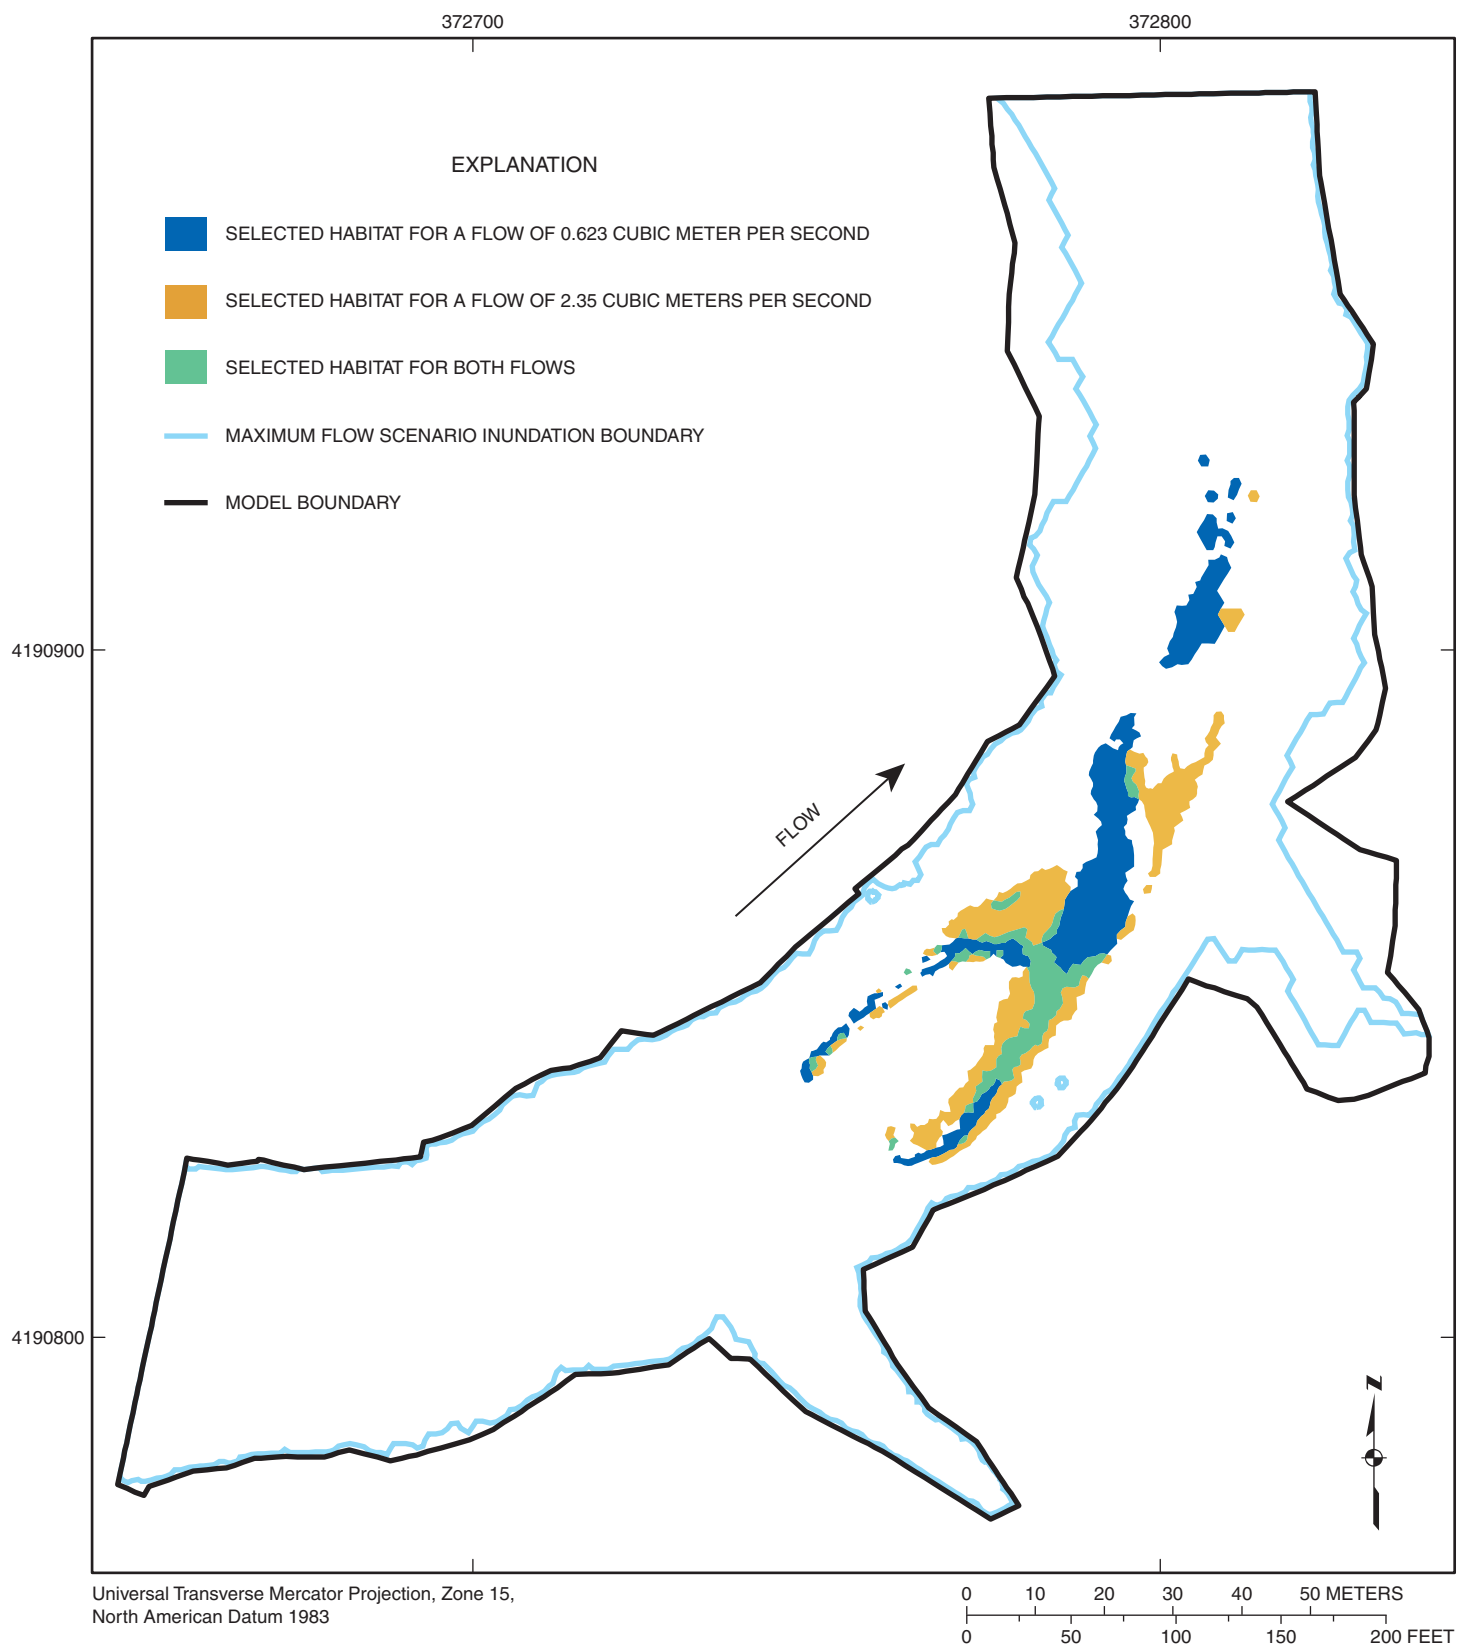 372700 372800
EXPLANATION
SELECTED HABITAT FOR A FLOW OF 0.623 CUBIC METER PER SECOND
SELECTED HABITAT FOR A FLOW OF 2.35 CUBIC METERS PER SECOND
SELECTED HABITAT FOR BOTH FLOWS
MAXIMUM FLOW SCENARIO INUNDATION BOUNDARY
MODEL BOUNDARY
4190900
FLOW
4190800
N
Universal Transverse Mercator Projection, Zone 15,
North American Datum 1983
0 10 20 30 40 50 METERS
0 50 100 150 200 FEET